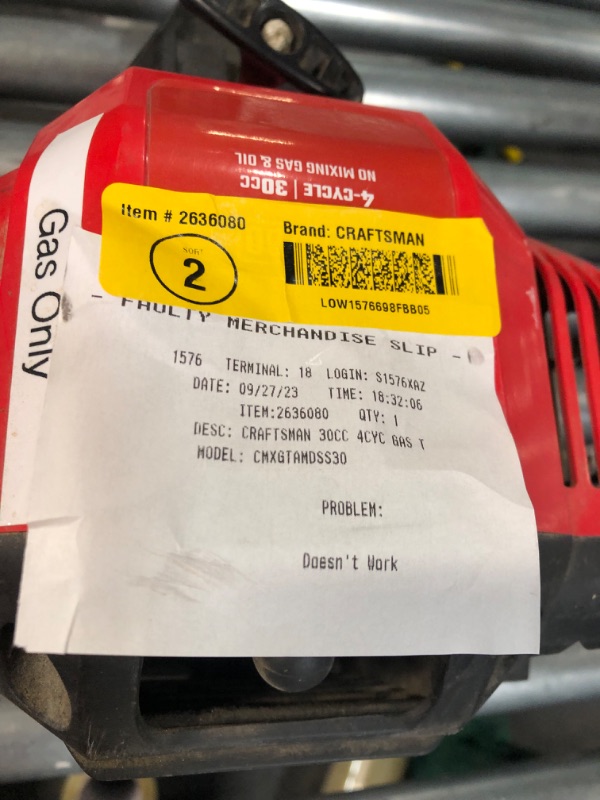 4-CYCLE | 30cc
NO MIXING GAS & OIL
Gas Only
Item # 2636080
Brand: CRAFTSMAN
2
LOW1576698FBB05
- FAULTY MERCHANDISE SLIP -
1576 TERMINAL: 18 LOGIN: S1576XAZ
DATE: 09/27/23 TIME: 18:32:06
ITEM:2636080 QTY: 1
DESC: CRAFTSMAN 30CC 4CYC GAS T
MODEL: CMXGTAMDSS30
PROBLEM:
Doesn't Work